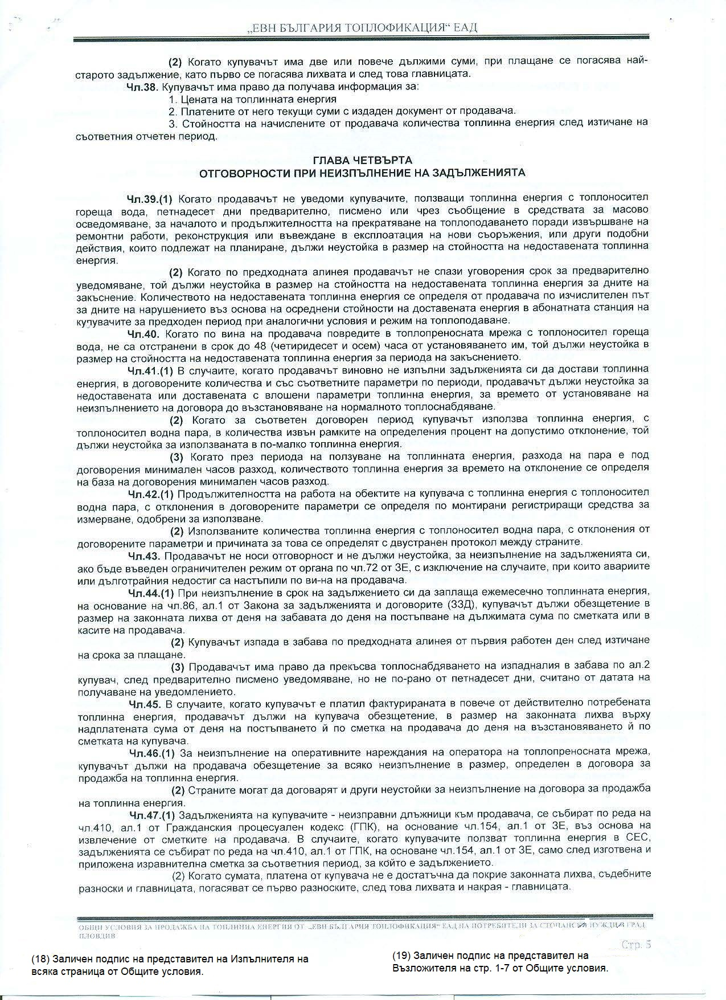 „ЕВН БЪЛГАРИЯ ТОПЛОФИКАЦИЯ“ ЕАД
(2) Когато купувачът има две или повече дължими суми, при плащане се погасява най-
старото задължение, като първо се погасява лихвата и след това главницата.
Чл.38. Купувачът има право да получава информация за:
1. Цената на топлинната енергия
2. Платените от него текущи суми с издаден документ от продавача.
3. Стойността на начислените от продавача количества топлинна енергия след изтичане на
съответния отчетен период.
ГЛАВА ЧЕТВЪРТА
ОТГОВОРНОСТИ ПРИ НЕИЗПЪЛНЕНИЕ НА ЗАДЪЛЖЕНИЯТА
Чл.39.(1) Когато продавачът не уведоми купувачите, ползващи топлинна енергия с топлоносител
гореща вода, петнадесет дни предварително, писмено или чрез съобщение в средствата за масово
осведомяване, за началото и продължителността на прекратяване на топлоподаването поради извършване на
ремонтни работи, реконструкция или въвеждане в експлоатация на нови съоръжения, или други подобни
действия, които подлежат на планиране, дължи неустойка в размер на стойността на недоставената топлинна
енергия.
(2) Когато по предходната алинея продавачът не спази уговорения срок за предварително
уведомяване, той дължи неустойка в размер на стойността на недоставената топлинна енергия за дните на
закъснение. Количеството на недоставената топлинна енергия се определя от продавача по изчислителен път
за дните на нарушението въз основа на осреднени стойности на доставената енергия в абонатната станция на
купувачите за предходен период при аналогични условия и режим на топлоподаване.
Чл.40. Когато по вина на продавача повредите в топлопреносната мрежа с топлоносител гореща
вода, не са отстранени в срок до 48 (четиридесет и осем) часа от установяването им, той дължи неустойка в
размер на стойността на недоставената топлинна енергия за периода на закъснението.
Чл.41.(1) В случаите, когато продавачът виновно не изпълни задълженията си да достави топлинна
енергия, в договорените количества и със съответните параметри по периоди, продавачът дължи неустойка за
недоставената или доставената с влошени параметри топлинна енергия, за времето от установяване на
неизпълнението на договора до възстановяване на нормалното топлоснабдяване.
(2) Когато за съответен договорен период купувачът използва топлинна енергия, с
топлоносител водна пара, в количества извън рамките на определения процент на допустимо отклонение, той
дължи неустойка за използваната в по-малко топлинна енергия.
(3) Когато през периода на ползуване на топлинната енергия, разхода на пара е под
договорения минимален часов разход, количеството топлинна енергия за времето на отклонение се определя
на база на договорения минимален часов разход.
Чл.42.(1) Продължителността на работа на обектите на купувача с топлинна енергия с топлоносител
водна пара, с отклонения в договорените параметри се определя по монтирани регистриращи средства за
измерване, одобрени за използване.
(2) Използваните количества топлинна енергия с топлоносител водна пара, с отклонения от
договорените параметри и причината за това се определят с двустранен протокол между страните.
Чл.43. Продавачът не носи отговорност и не дължи неустойка, за неизпълнение на задълженията си,
ако бъде въведен ограничителен режим от органа по чл.72 от ЗЕ, с изключение на случаите, при които авариите
или дълготрайния недостиг са настъпили по ви-на на продавача.
Чл.44.(1) При неизпълнение в срок на задължението си да заплаща ежемесечно топлинната енергия,
на основание на чл.86, ал.1 от Закона за задълженията и договорите (ЗЗД), купувачът дължи обезщетение в
размер на законната лихва от деня на забавата до деня на постъпване на дължимата сума по сметката или в
касите на продавача.
(2) Купувачът изпада в забава по предходната алинея от първия работен ден след изтичане
на срока за плащане.
(3) Продавачът има право да прекъсва топлоснабдяването на изпадналия в забава по ал.2
купувач, след предварително писмено уведомяване, но не по-рано от петнадесет дни, считано от датата на
получаване на уведомлението.
Чл.45. В случаите, когато купувачът е платил фактурираната в повече от действително потребената
топлинна енергия, продавачът дължи на купувача обезщетение, в размер на законната лихва върху
надплатената сума от деня на постъпването й по сметка на продавача до деня на възстановяването й по
сметката на купувача.
Чл.46.(1) За неизпълнение на оперативните нареждания на оператора на топлопреносната мрежа,
купувачът дължи на продавача обезщетение за всяко неизпълнение в размер, определен в договора за
продажба на топлинна енергия.
(2) Страните могат да договарят и други неустойки за неизпълнение на договора за продажба
на топлинна енергия.
Чл.47.(1) Задълженията на купувачите - неизправни длъжници към продавача, се събират по реда на
чл.410, ал.1 от Гражданския процесуален кодекс (ГПК), на основание чл.154, ал.1 от ЗЕ, въз основа на
извлечение от сметките на продавача. В случаите, когато купувачите ползват топлинна енергия в СЕС,
задълженията се събират по реда на чл.410, ал.1 от ГПК, на основане чл.154, ал.1 от ЗЕ, само след изготвена и
приложена изравнителна сметка за съответния период, за който е задължението.
(2) Когато сумата, платена от купувача не е достатъчна да покрие законната лихва, съдебните
разноски и главницата, погасяват се първо разноските, след това лихвата и накрая - главницата.
ОБЩИ УСЛОВИЯ ЗА ПРОДАЖБА НА ТОПЛИННА ЕНЕРГИЯ ОТ „ЕВН БЪЛГАРИЯ ТОПЛОФИКАЦИЯ“ ЕАД НА ПОТРЕБИТЕЛИ ЗА СТОПАНСКИ НУЖДИ В ГРАД
ПЛОВДИВ
Стр. 5
(18) Заличен подпис на представител на Изпълнителя на
всяка страница от Общите условия.
(19) Заличен подпис на представител на
Възложителя на стр. 1-7 от Общите условия.